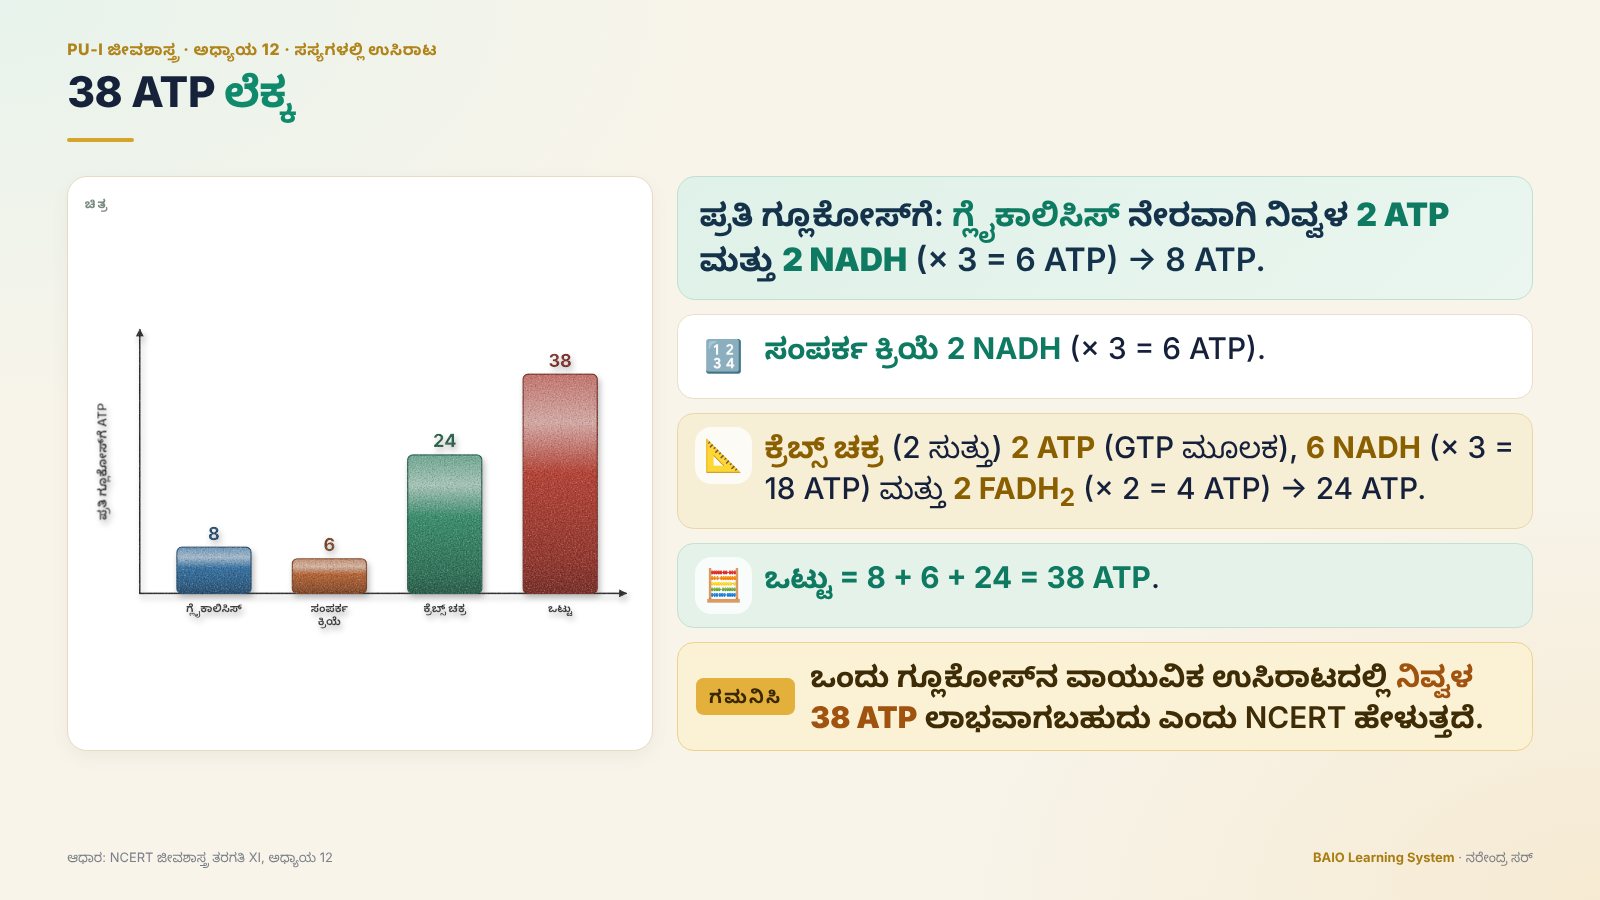 PU-I ಜೀವಶಾಸ್ತ್ರ · ಅಧ್ಯಾಯ 12 · ಸಸ್ಯಗಳಲ್ಲಿ ಉಸಿರಾಟ
38 ATP ಲೆಕ್ಕ
ಚಿತ್ರ
ಪ್ರತಿ ಗ್ಲೂಕೋಸ್‌ಗೆ ATP
8
6
24
38
ಗ್ಲೈಕಾಲಿಸಿಸ್
ಸಂಪರ್ಕ
ಕ್ರಿಯೆ
ಕ್ರೆಬ್ಸ್ ಚಕ್ರ
ಒಟ್ಟು
ಪ್ರತಿ ಗ್ಲೂಕೋಸ್‌ಗೆ: ಗ್ಲೈಕಾಲಿಸಿಸ್ ನೇರವಾಗಿ ನಿವ್ವಳ 2 ATP
ಮತ್ತು 2 NADH (× 3 = 6 ATP) → 8 ATP.
ಸಂಪರ್ಕ ಕ್ರಿಯೆ 2 NADH (× 3 = 6 ATP).
ಕ್ರೆಬ್ಸ್ ಚಕ್ರ (2 ಸುತ್ತು) 2 ATP (GTP ಮೂಲಕ), 6 NADH (× 3 =
18 ATP) ಮತ್ತು 2 FADH₂ (× 2 = 4 ATP) → 24 ATP.
ಒಟ್ಟು = 8 + 6 + 24 = 38 ATP.
ಗಮನಿಸಿ
ಒಂದು ಗ್ಲೂಕೋಸ್‌ನ ವಾಯುವಿಕ ಉಸಿರಾಟದಲ್ಲಿ ನಿವ್ವಳ
38 ATP ಲಾಭವಾಗಬಹುದು ಎಂದು NCERT ಹೇಳುತ್ತದೆ.
ಆಧಾರ: NCERT ಜೀವಶಾಸ್ತ್ರ ತರಗತಿ XI, ಅಧ್ಯಾಯ 12
BAIO Learning System · ನರೇಂದ್ರ ಸರ್